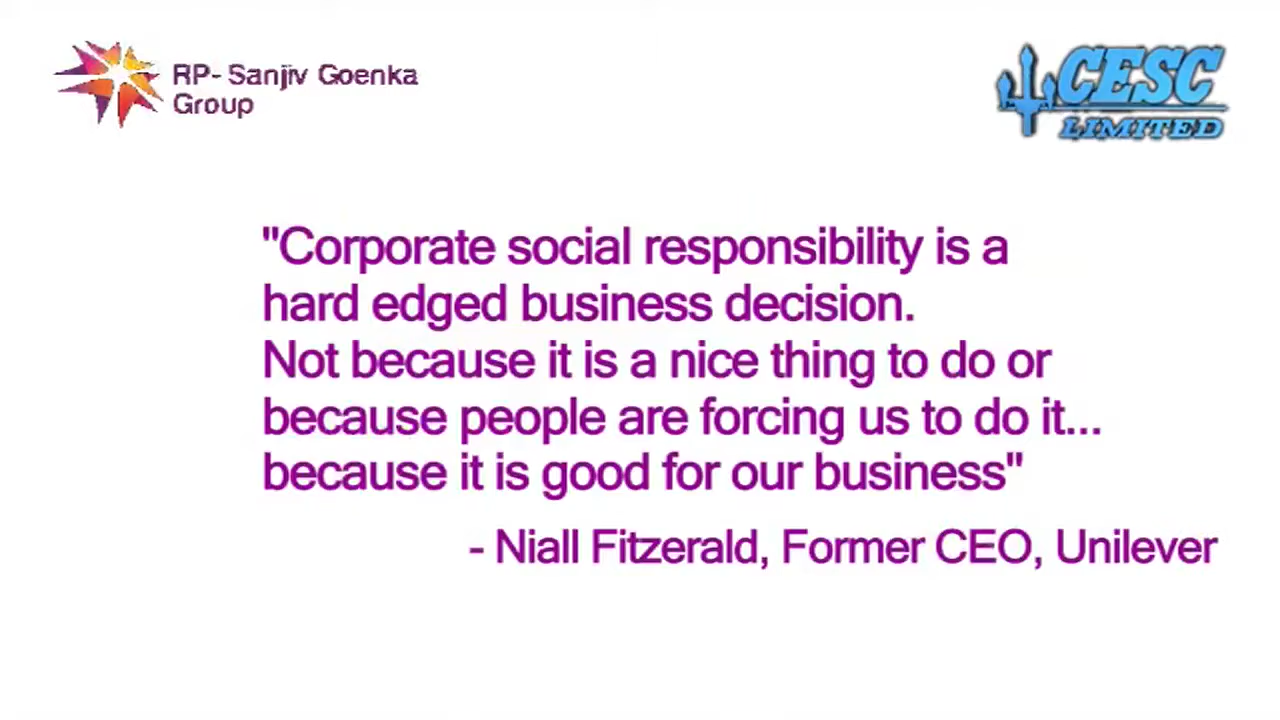 RP- Sanjiv Goenka
Group
CESC
LIMITED
"Corporate social responsibility is a
hard edged business decision.
Not because it is a nice thing to do or
because people are forcing us to do it...
because it is good for our business"
- Niall Fitzerald, Former CEO, Unilever